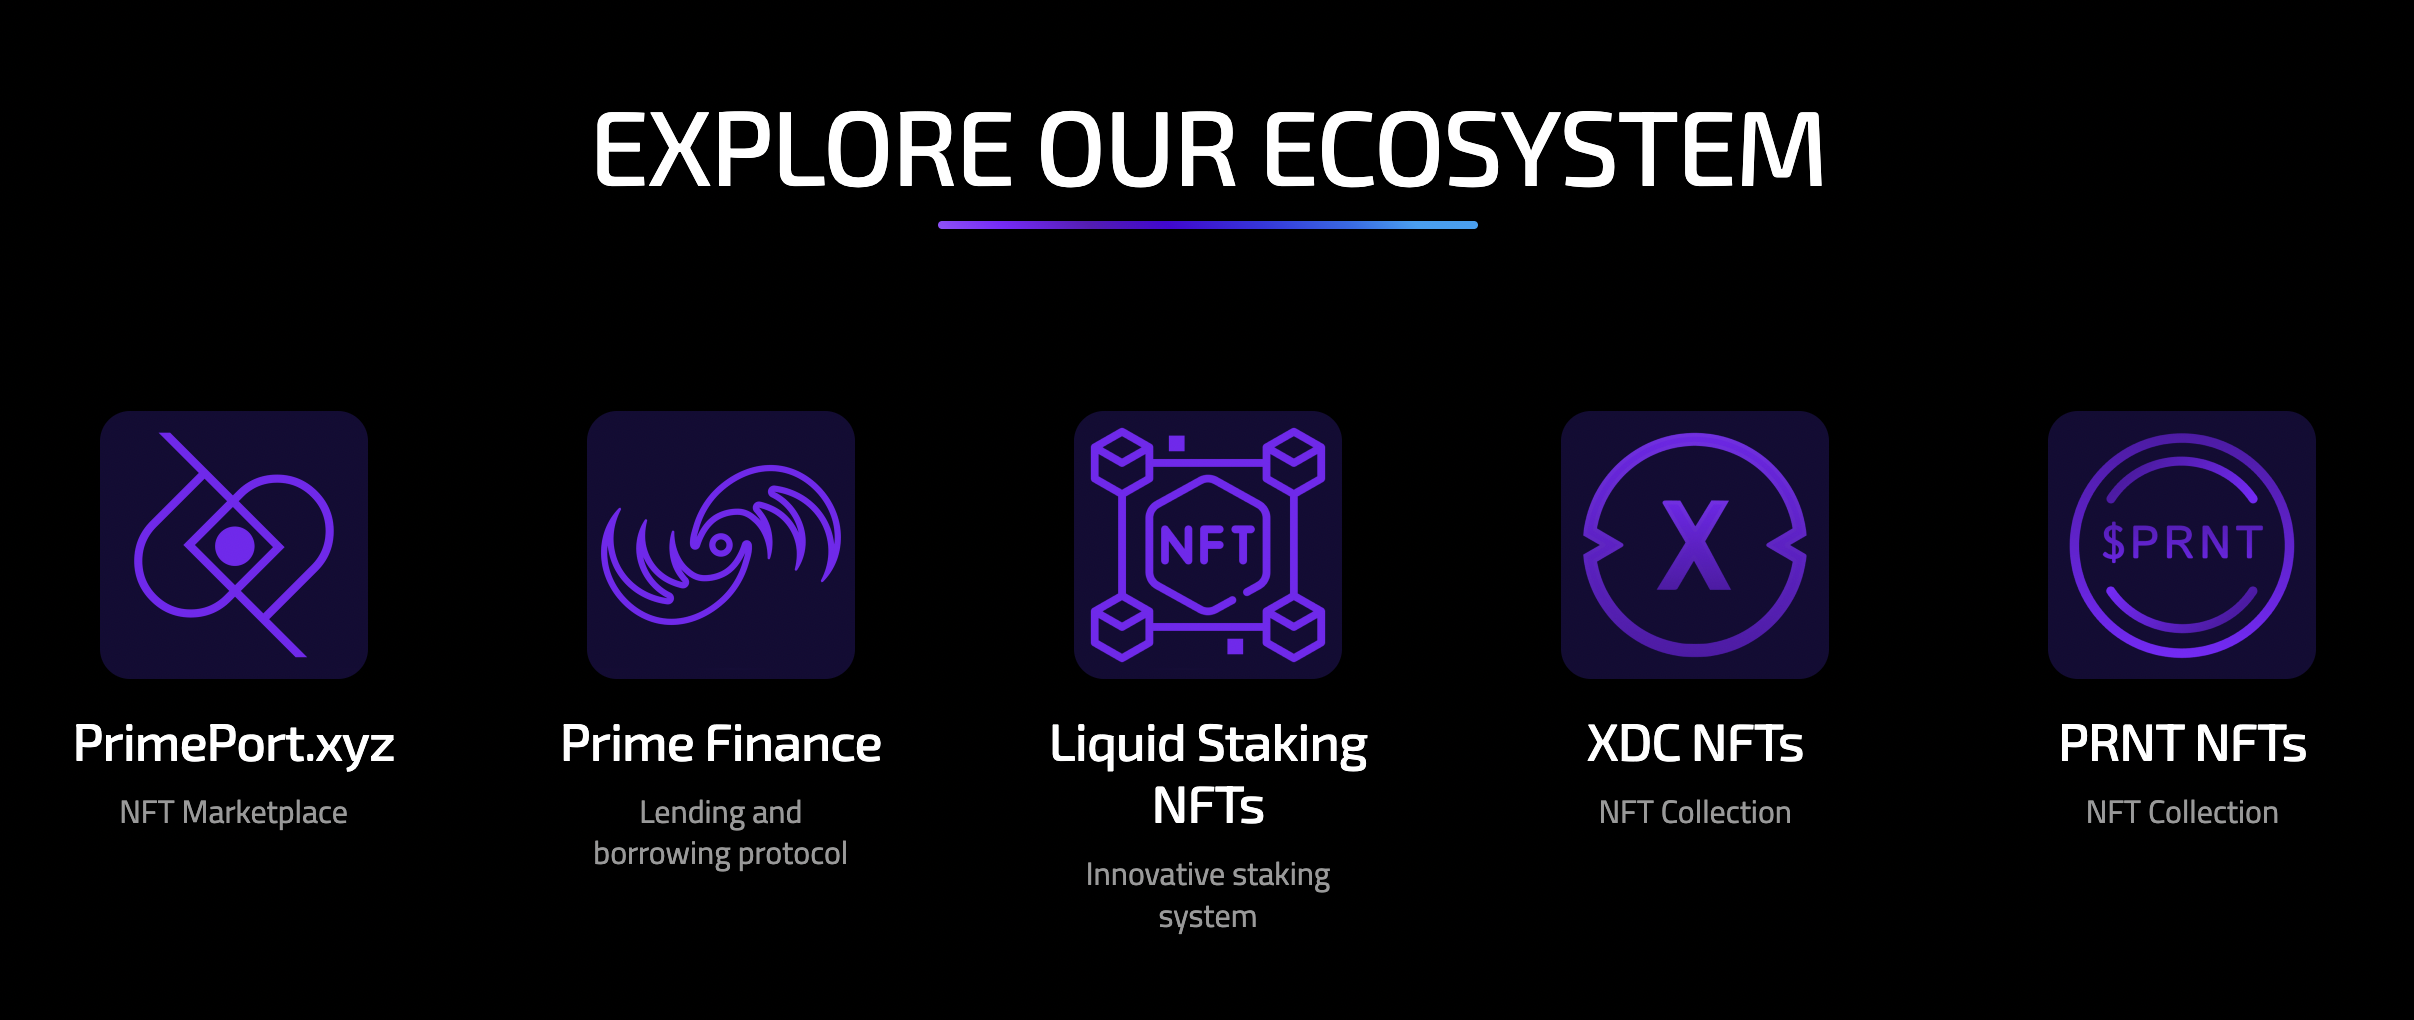 EXPLORE OUR ECOSYSTEM
NFT
X
$PRNT
PrimePort.xyz
NFT Marketplace
Prime Finance
Lending and
borrowing protocol
Liquid Staking
NFTs
Innovative staking
system
XDC NFTs
NFT Collection
PRNT NFTs
NFT Collection